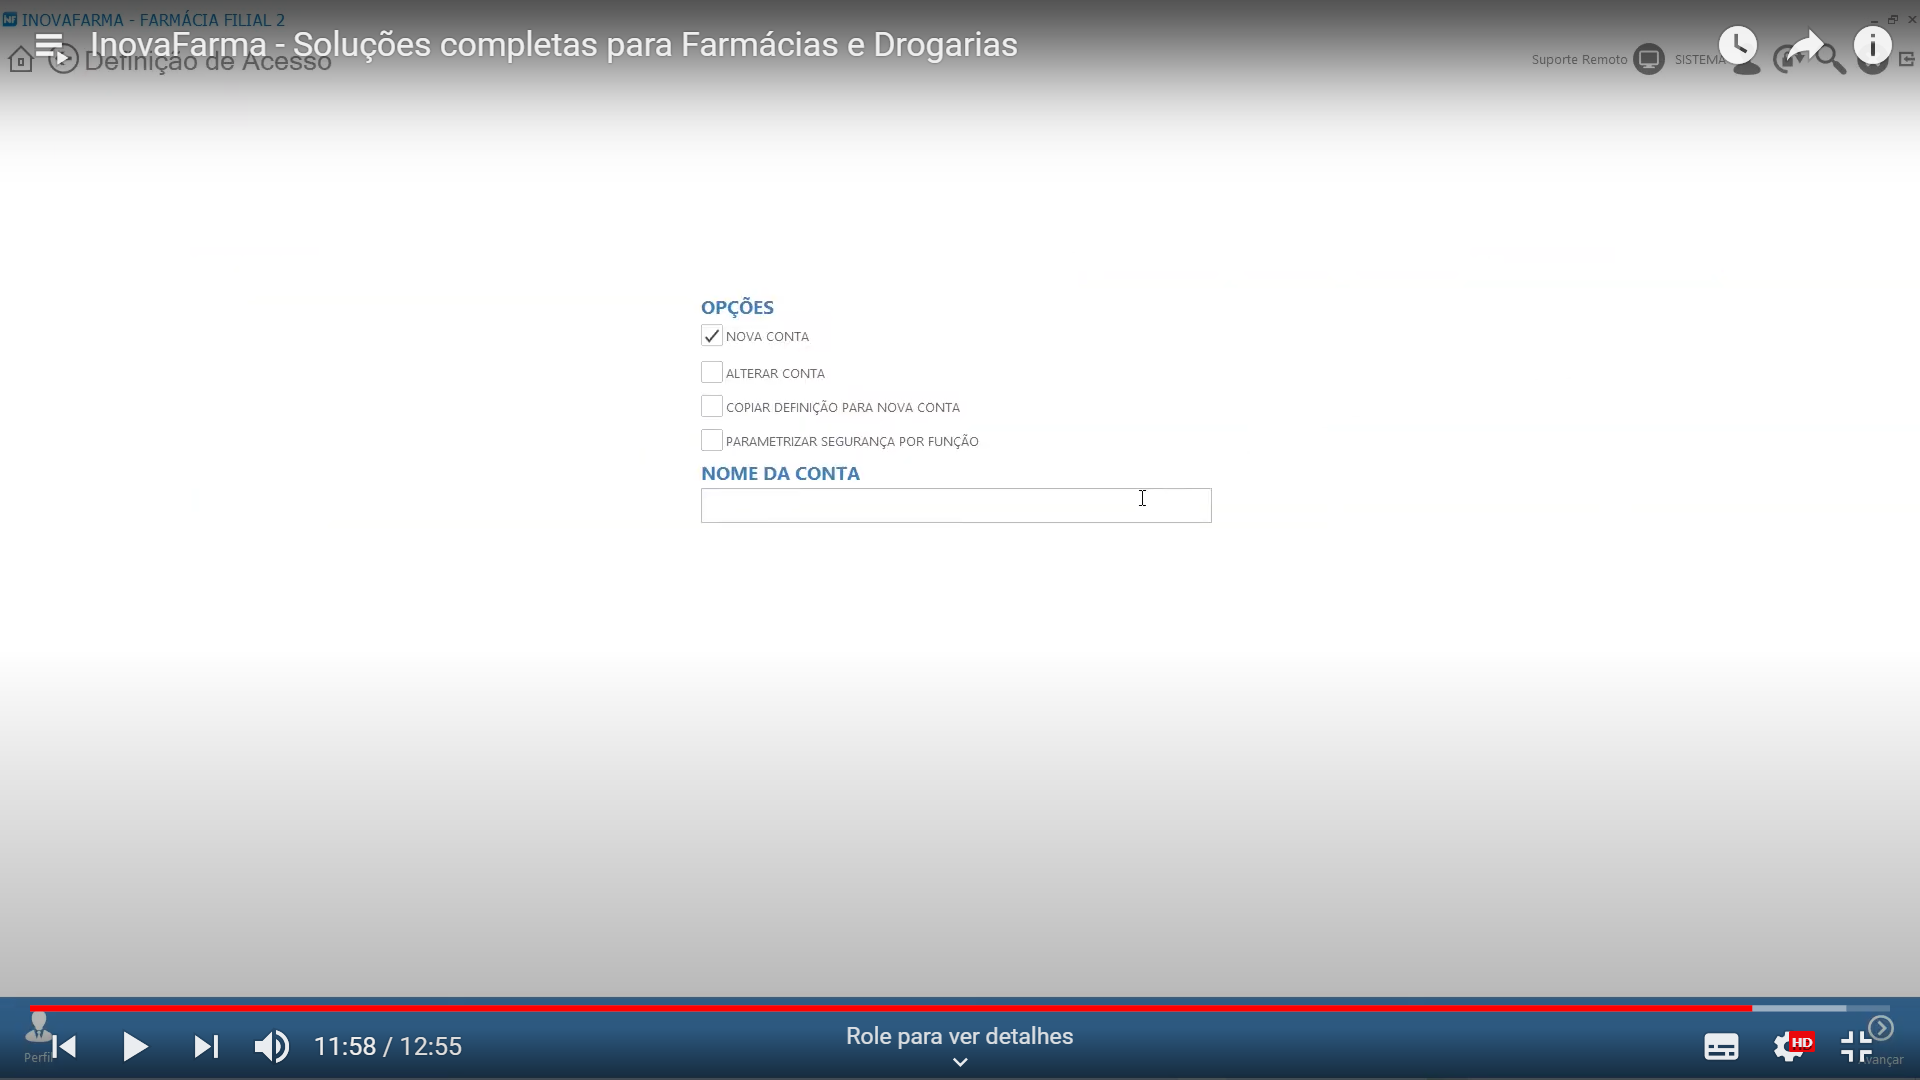 INOVAFARMA - FARMÁCIA FILIAL 2
InovaFarma - Soluções completas para Farmácias e Drogarias
Definição de Acesso
Suporte Remoto
SISTEMA
OPÇÕES
NOVA CONTA
ALTERAR CONTA
COPIAR DEFINIÇÃO PARA NOVA CONTA
PARAMETRIZAR SEGURANÇA POR FUNÇÃO
NOME DA CONTA
Role para ver detalhes
11:58 / 12:55
HD
Perfil